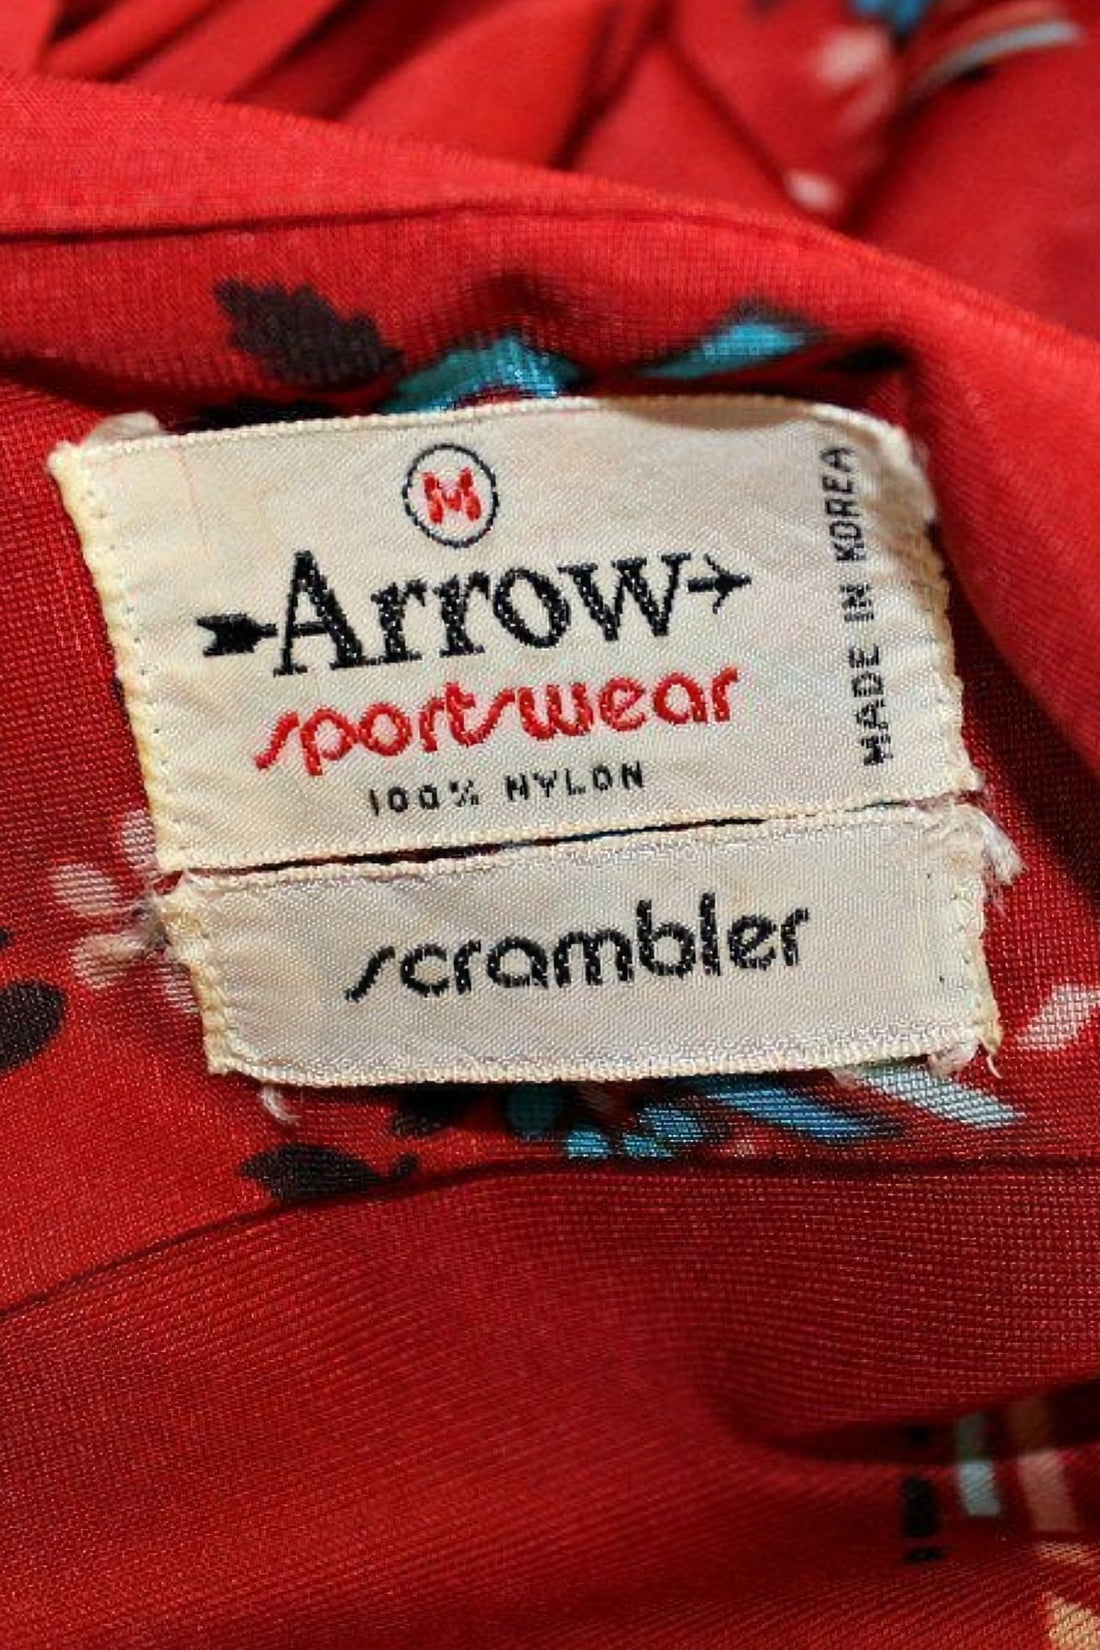 M
Arrow
sportswear
100% NYLON
MADE IN KOREA
scrambler